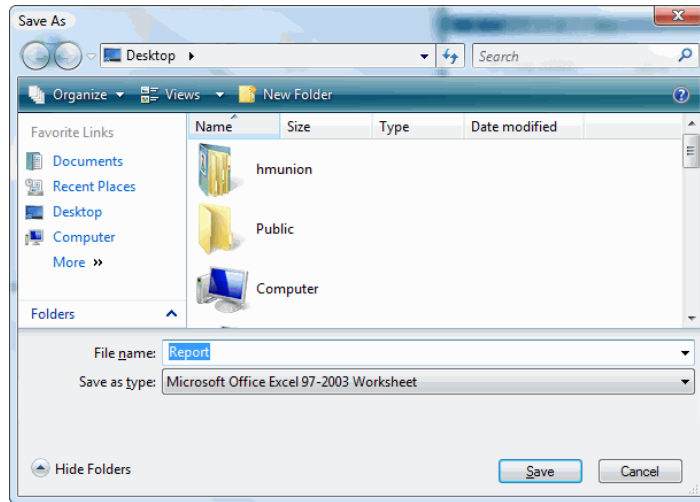 Save As
Desktop
Search
Organize Views New Folder
Favorite Links
Documents
Recent Places
Desktop
Computer
More »
Folders
Name Size Type Date modified
hmunion
Public
Computer
File name: Report
Save as type: Microsoft Office Excel 97-2003 Worksheet
Hide Folders
Save Cancel